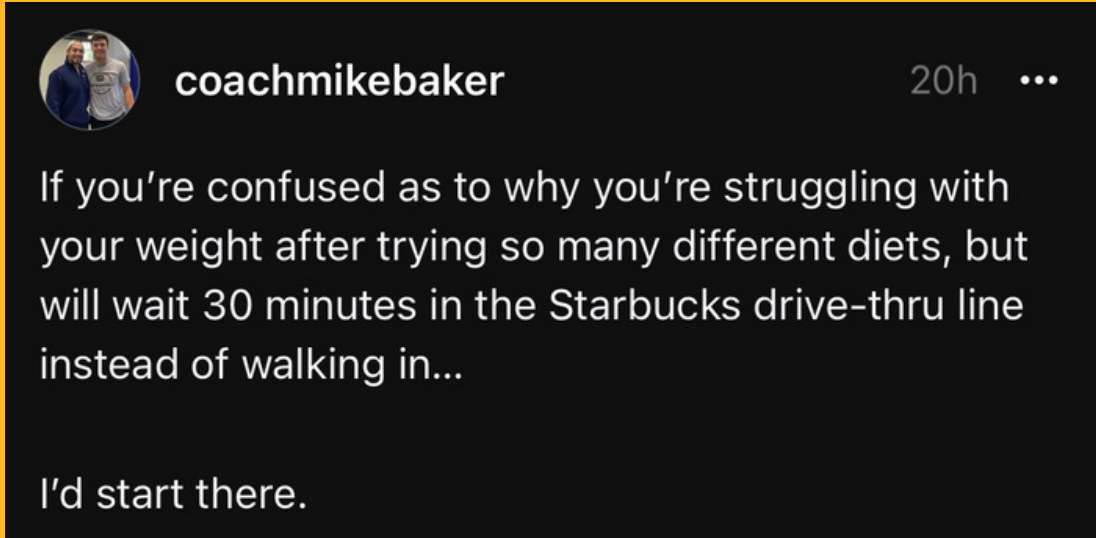 coachmikebaker 20h
If you’re confused as to why you’re struggling with
your weight after trying so many different diets, but
will wait 30 minutes in the Starbucks drive-thru line
instead of walking in...
I’d start there.